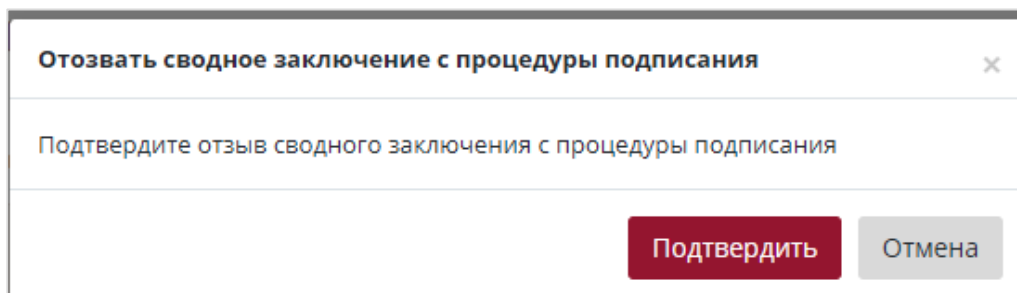 Отозвать сводное заключение с процедуры подписания
×
Подтвердите отзыв сводного заключения с процедуры подписания
Подтвердить Отмена